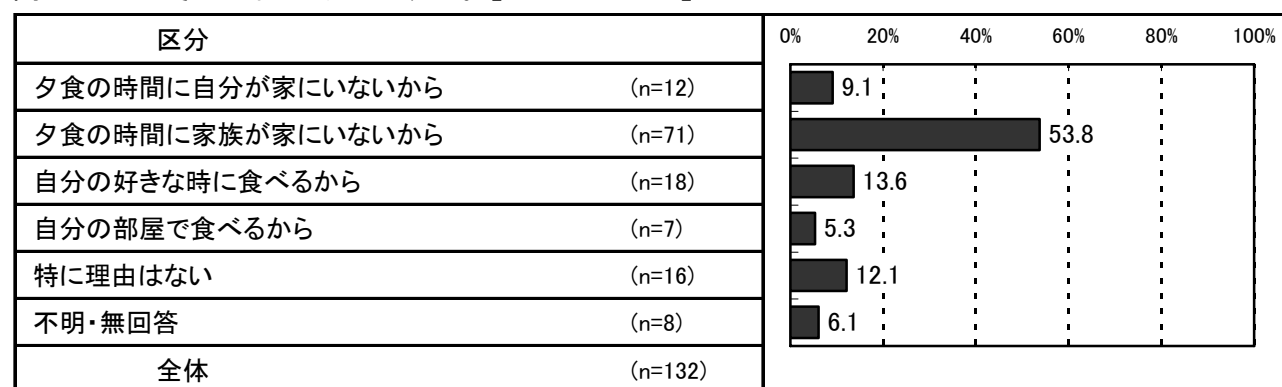 区分
0% 20% 40% 60% 80% 100%
夕食の時間に自分が家にいないから (n=12) 9.1
夕食の時間に家族が家にいないから (n=71) 53.8
自分の好きな時に食べるから (n=18) 13.6
自分の部屋で食べるから (n=7) 5.3
特に理由はない (n=16) 12.1
不明・無回答 (n=8) 6.1
全体 (n=132)